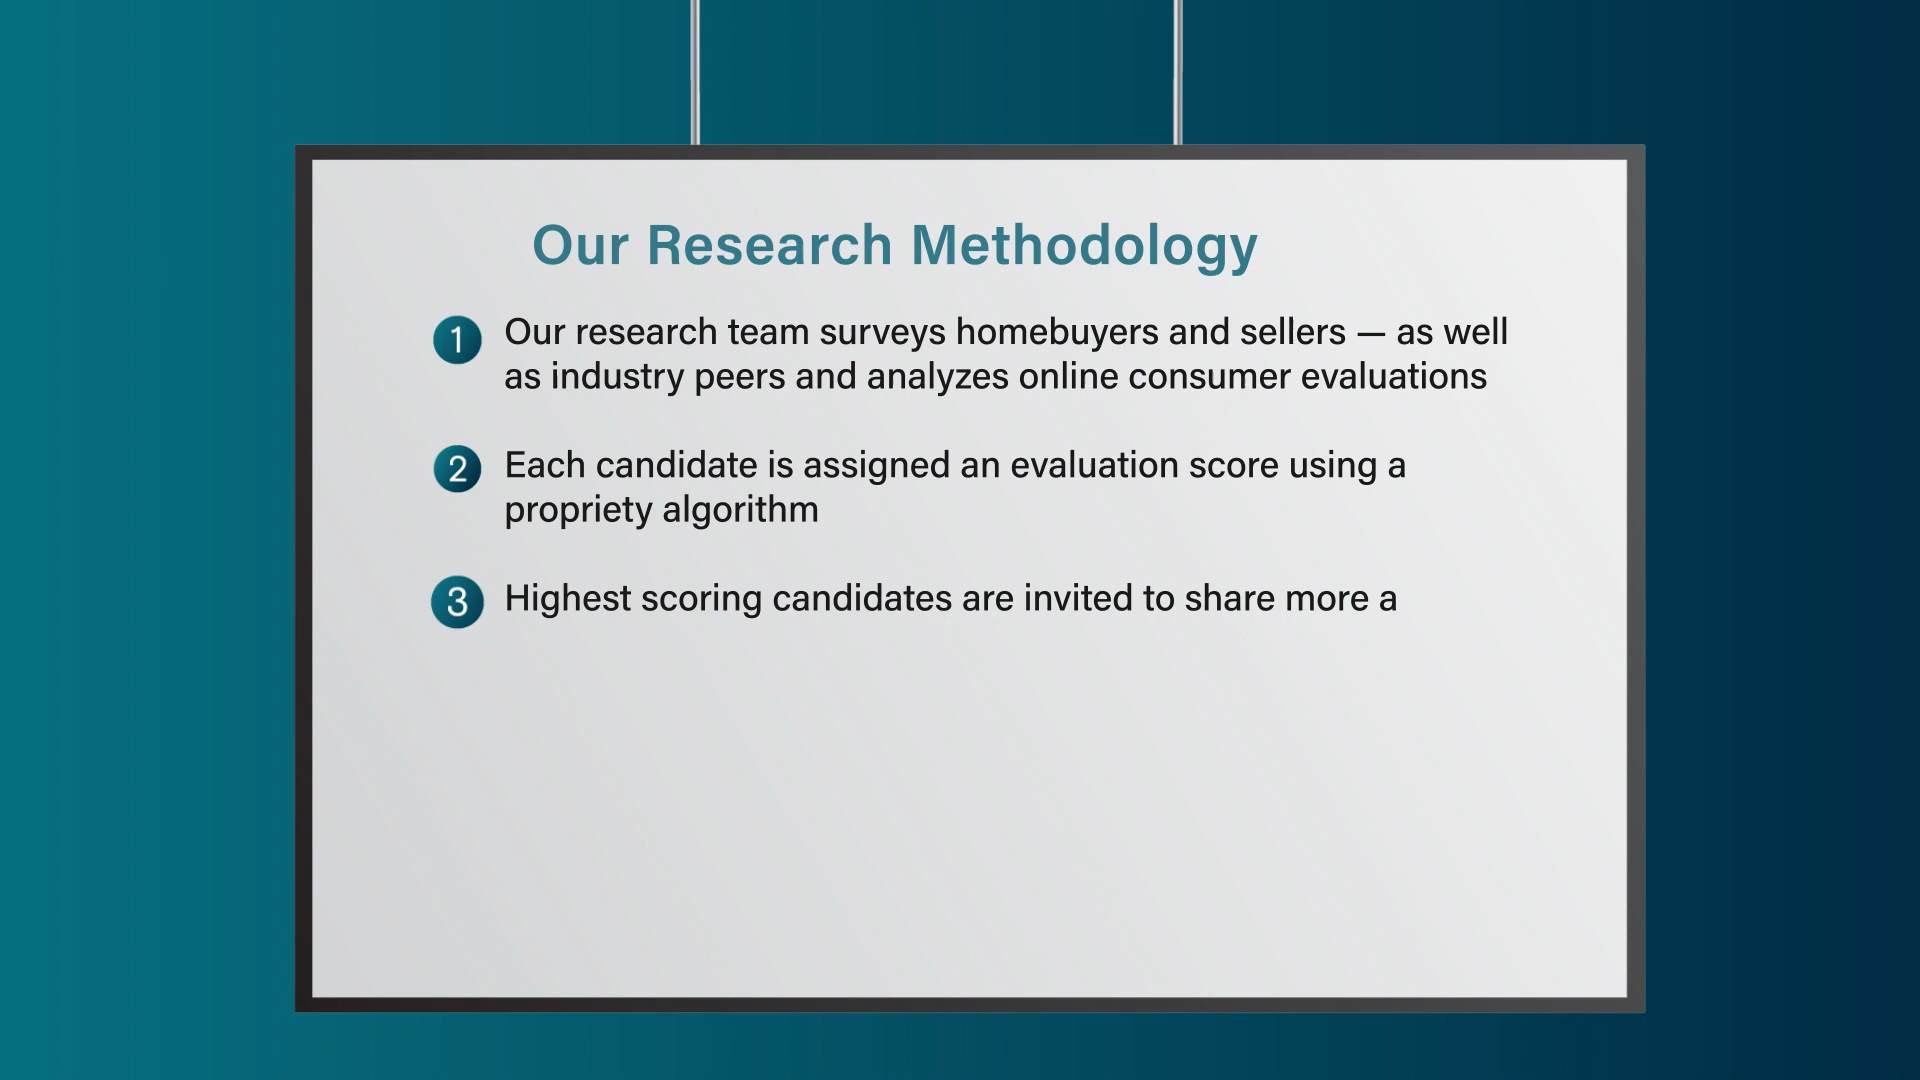 Our Research Methodology
1 Our research team surveys homebuyers and sellers — as well
as industry peers and analyzes online consumer evaluations
2 Each candidate is assigned an evaluation score using a
propriety algorithm
3 Highest scoring candidates are invited to share more a